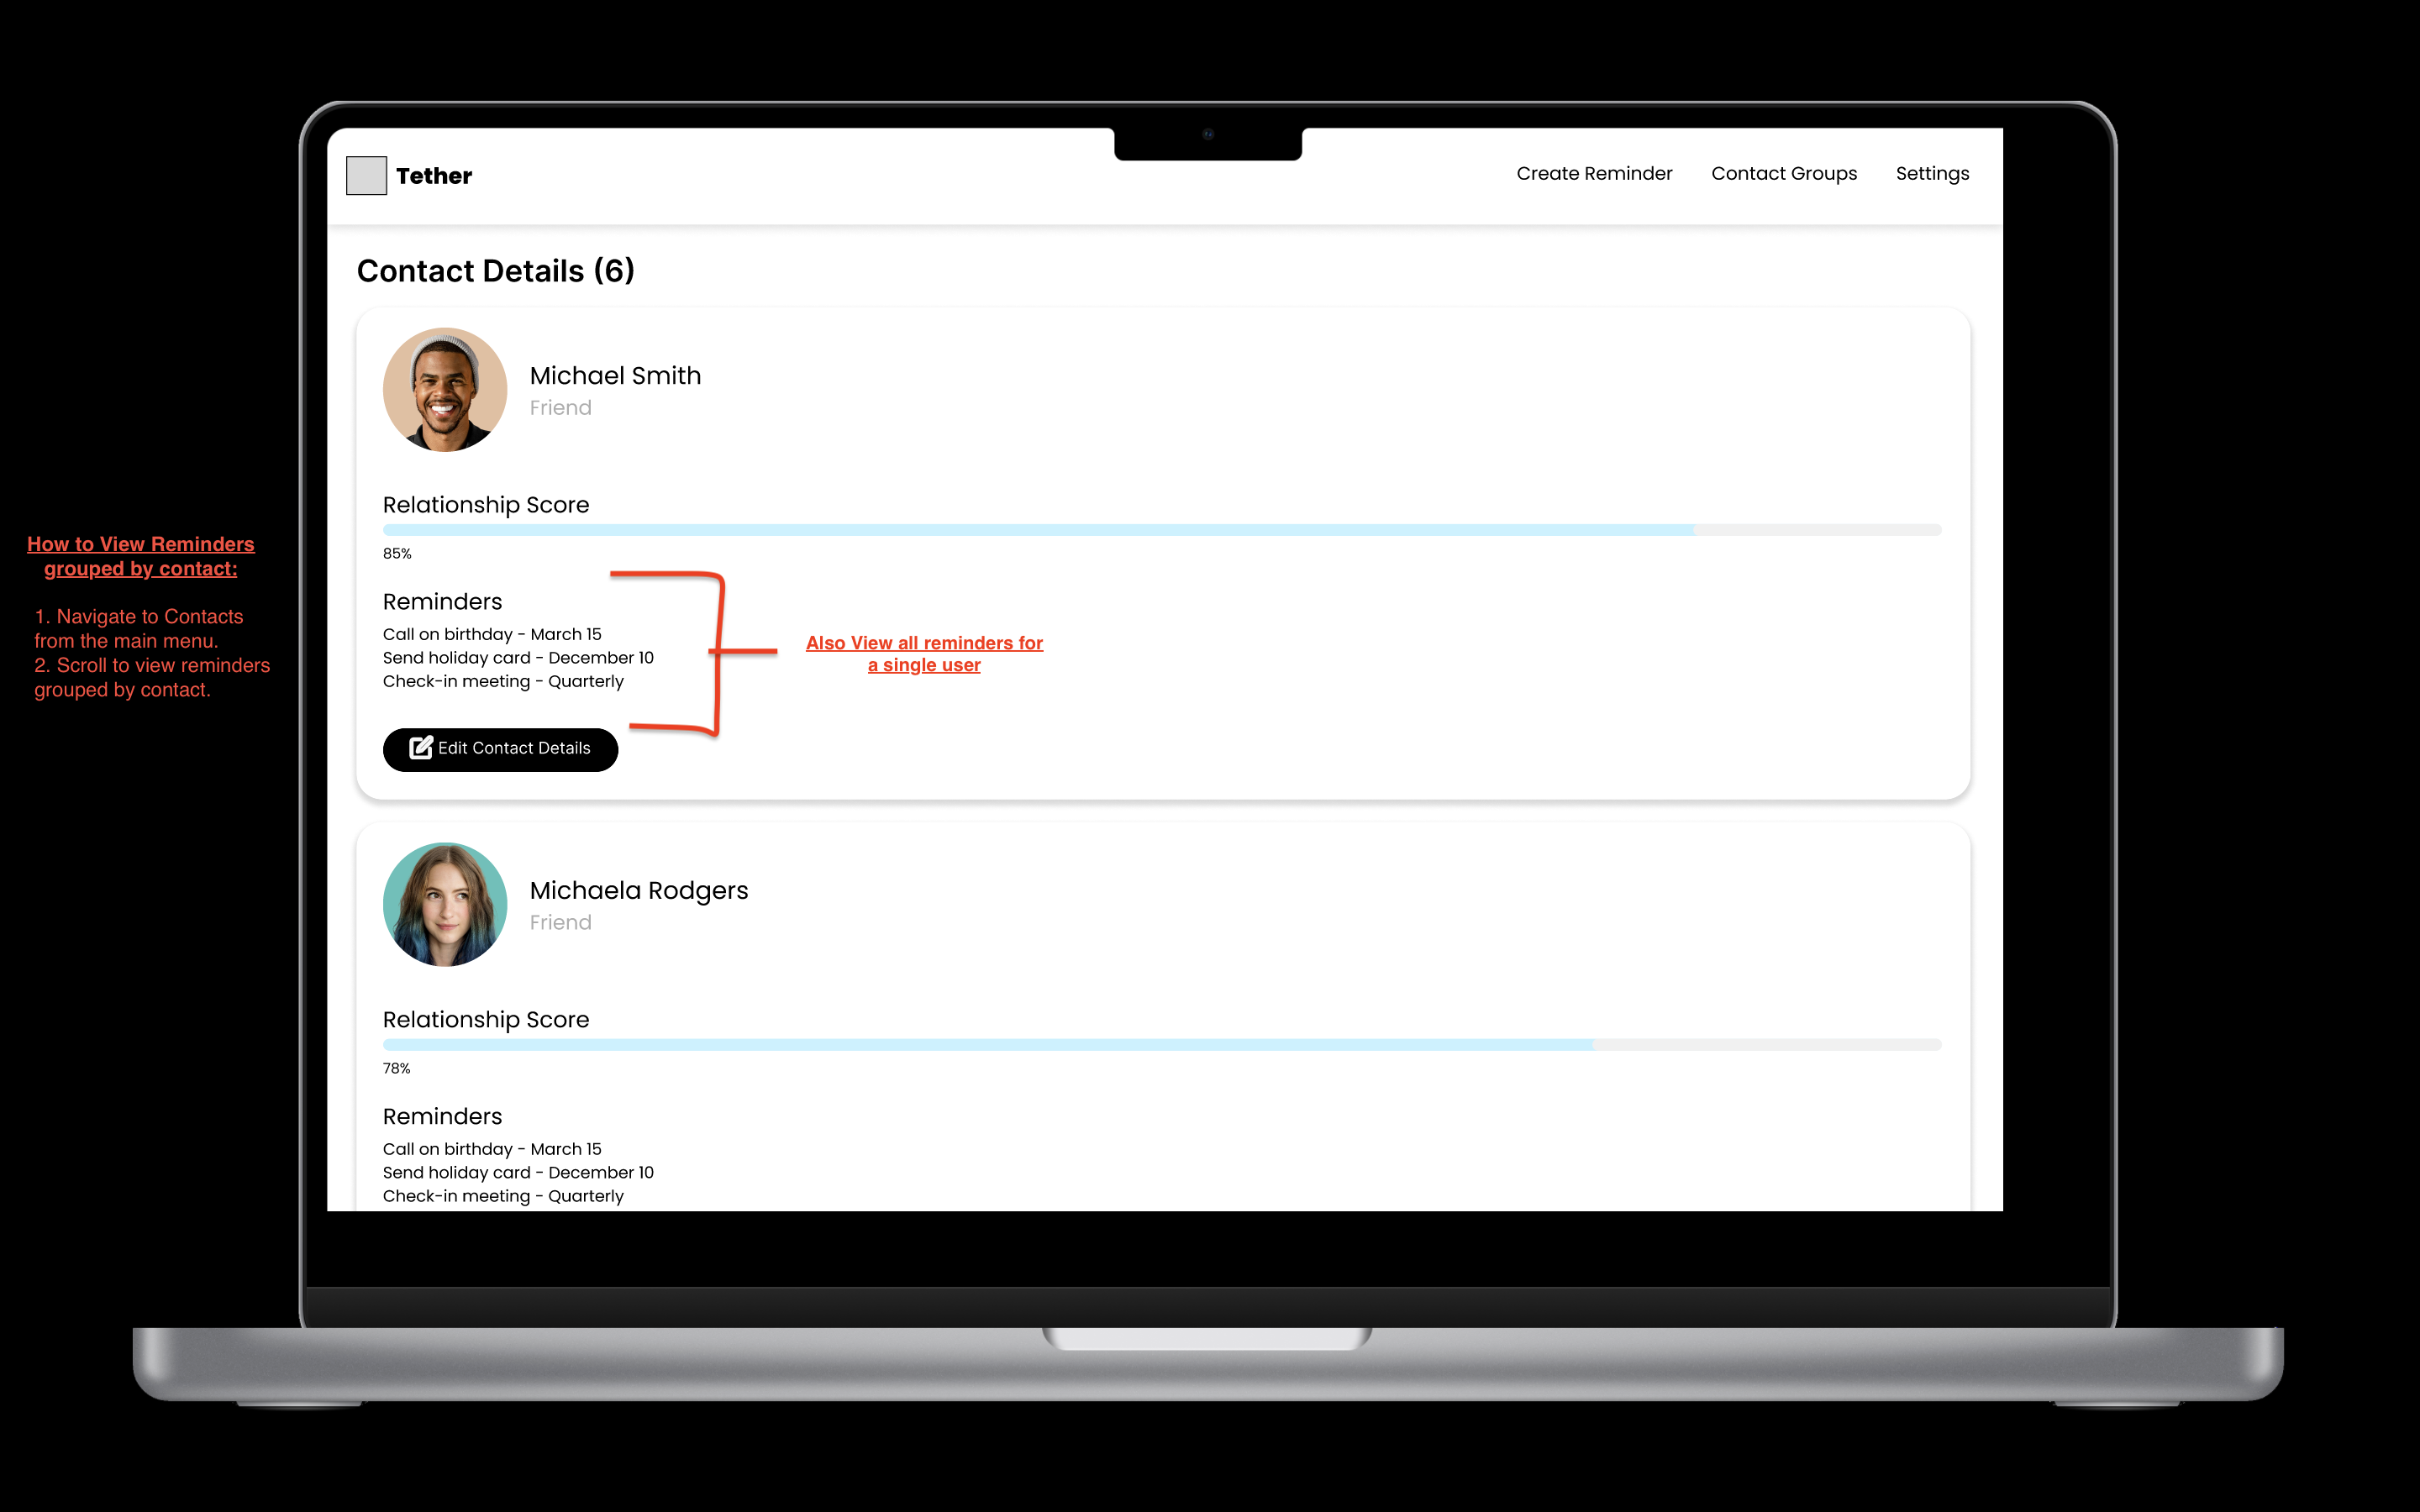 Tether
Create Reminder
Contact Groups
Settings
Contact Details (6)
Michael Smith
Friend
Relationship Score
85%
Reminders
Call on birthday - March 15
Send holiday card - December 10
Check-in meeting - Quarterly
Edit Contact Details
Also View all reminders for
a single user
How to View Reminders
grouped by contact:
1. Navigate to Contacts
from the main menu.
2. Scroll to view reminders
grouped by contact.
Michaela Rodgers
Friend
Relationship Score
78%
Reminders
Call on birthday - March 15
Send holiday card - December 10
Check-in meeting - Quarterly